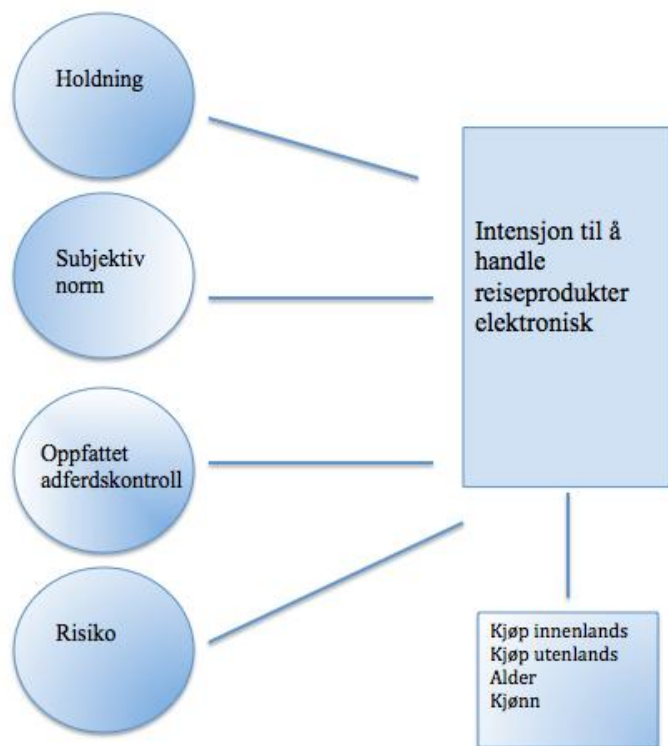 Holdning
Subjektiv
norm
Oppfattet
adferdskontroll
Risiko
Intensjon til å
handle
reiseprodukter
elektronisk
Kjøp innenlands
Kjøp utenlands
Alder
Kjønn